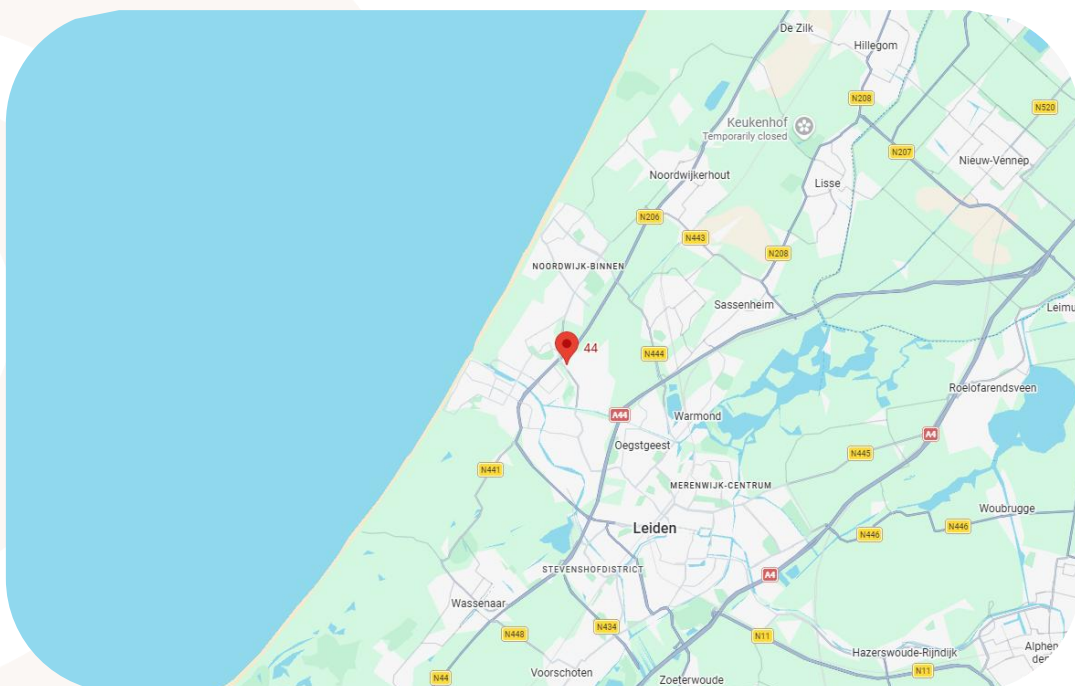 De Zilk
Hillegom
N208
N520
Keukenhof
Temporarily closed
N207
Nieuw-Vennep
Noordwijkerhout
Lisse
N206
N443
N208
NOORDWIJK-BINNEN
Sassenheim
Leimu
44
N444
Roelofarendsveen
A44
Warmond
A4
Oegstgeest
N445
N441
MERENWIJK-CENTRUM
Woubrugge
N446
Leiden
N446
STEVENSHOFDISTRICT
A4
Wassenaar
N434
N448
N11
Hazerswoude-Rijndijk
Alphen
N11
Voorschoten
N44
Zoeterwoude